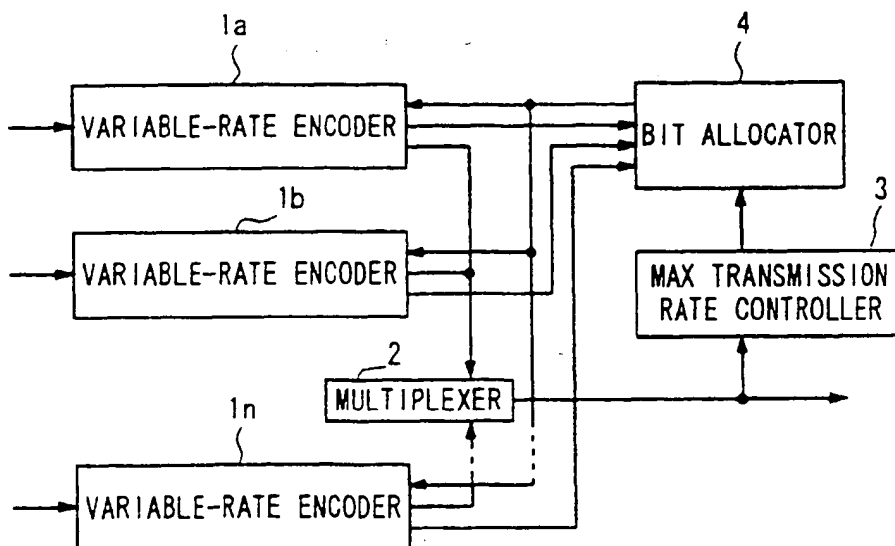 1a
VARIABLE-RATE ENCODER
4
BIT ALLOCATOR
1b
VARIABLE-RATE ENCODER
3
MAX TRANSMISSION
RATE CONTROLLER
2
MULTIPLEXER
1n
VARIABLE-RATE ENCODER